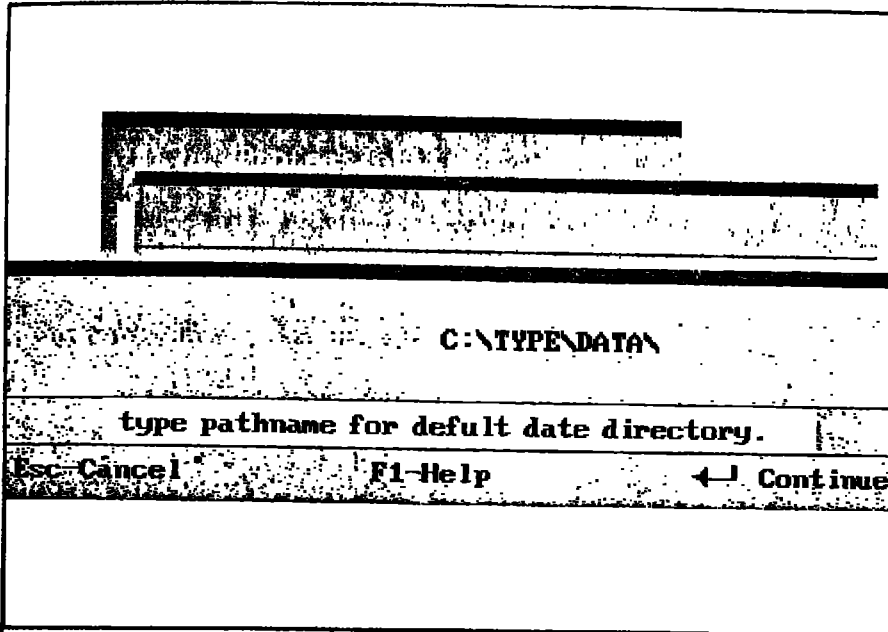 C:\TYPE\DATA\
type pathname for defult date directory.
Esc-Cancel F1-Help ←┘ Continue